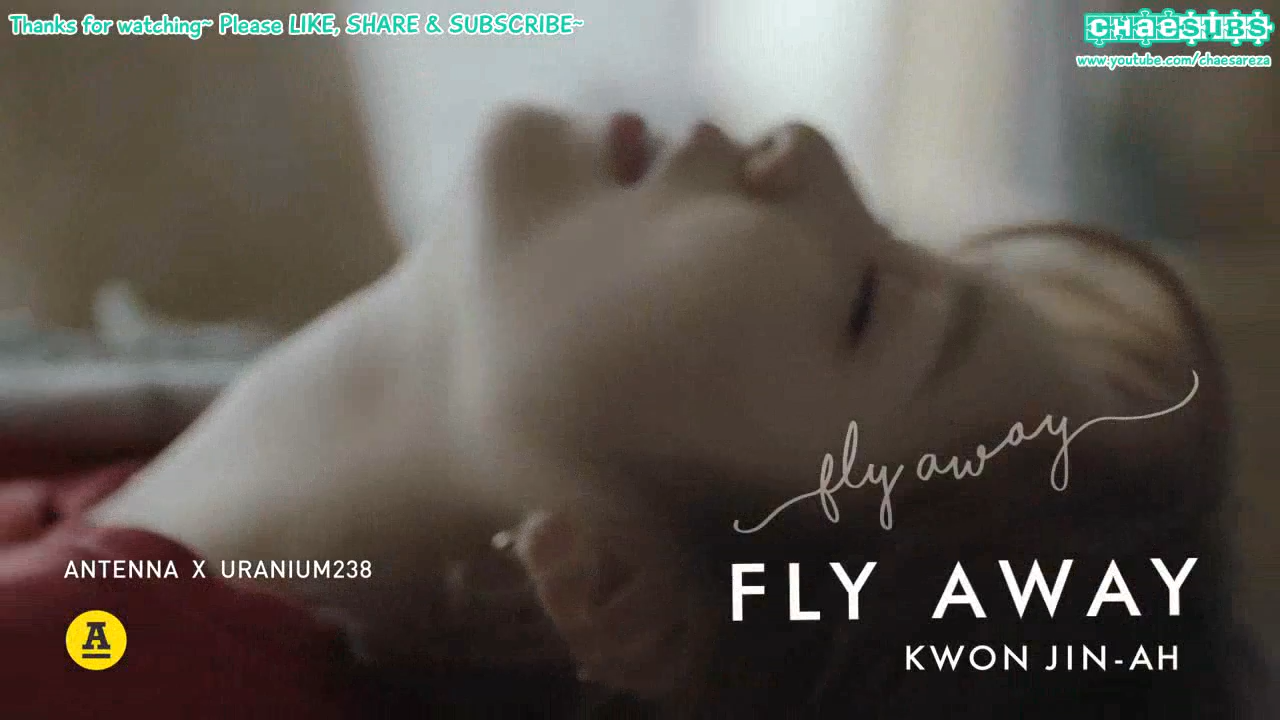 Thanks for watching~ Please LIKE, SHARE & SUBSCRIBE~
CHAESUBS
www.youtube.com/chaesareza
fly away
FLY AWAY
KWON JIN-AH
ANTENNA X URANIUM238
A